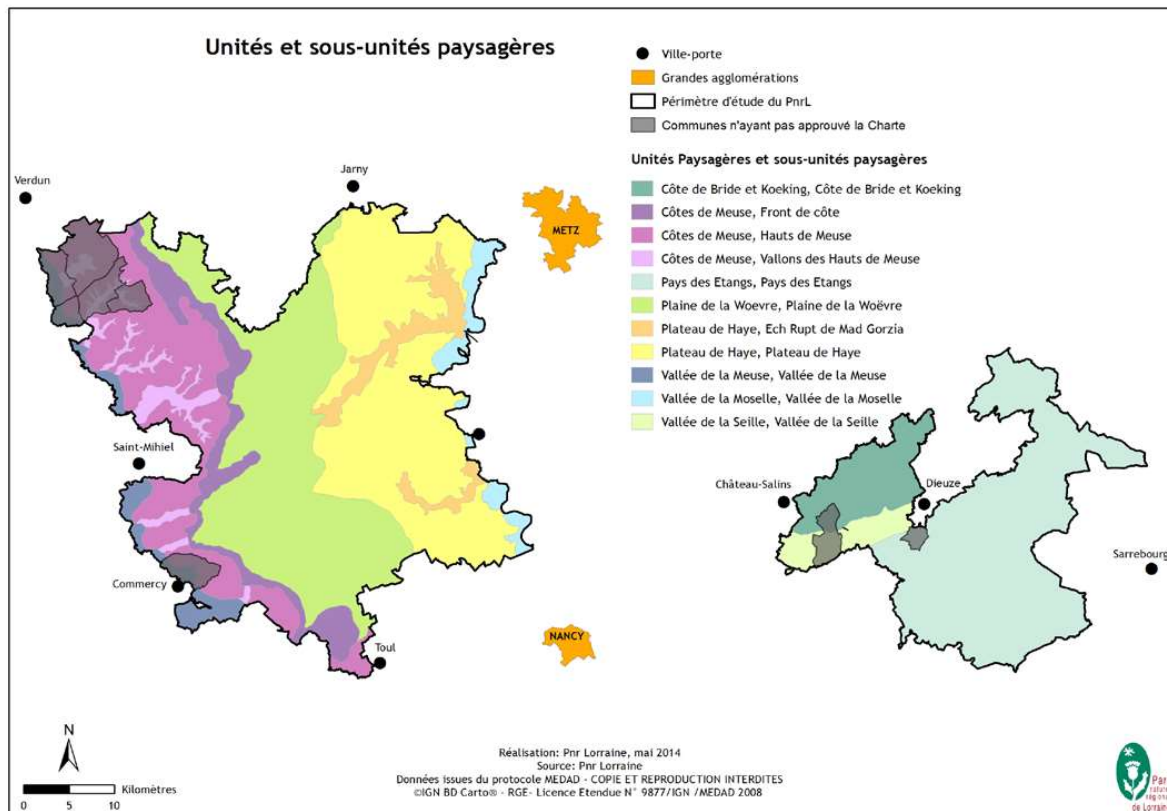 Unités et sous-unités paysagères
Ville-porte
Grandes agglomérations
Périmètre d'étude du PnrL
Communes n'ayant pas approuvé la Charte
Unités Paysagères et sous-unités paysagères
Côte de Bride et Koeking, Côte de Bride et Koeking
Côtes de Meuse, Front de côte
Côtes de Meuse, Hauts de Meuse
Côtes de Meuse, Vallons des Hauts de Meuse
Pays des Etangs, Pays des Etangs
Plaine de la Woevre, Plaine de la Woëvre
Plateau de Haye, Ech Rupt de Mad Gorzia
Plateau de Haye, Plateau de Haye
Vallée de la Meuse, Vallée de la Meuse
Vallée de la Moselle, Vallée de la Moselle
Vallée de la Seille, Vallée de la Seille
Verdun
Jarny
METZ
Saint-Mihiel
Commercy
Toul
NANCY
Château-Salins
Dieuze
Sarrebourg
N
Kilomètres
0 5 10
Réalisation: Pnr Lorraine, mai 2014
Source: Pnr Lorraine
Données issues du protocole MEDAD - COPIE ET REPRODUCTION INTERDITES
©IGN BD Carto® - RGE- Licence Etendue N° 9877/IGN /MEDAD 2008
Par
naturel
régional
de Lorraine